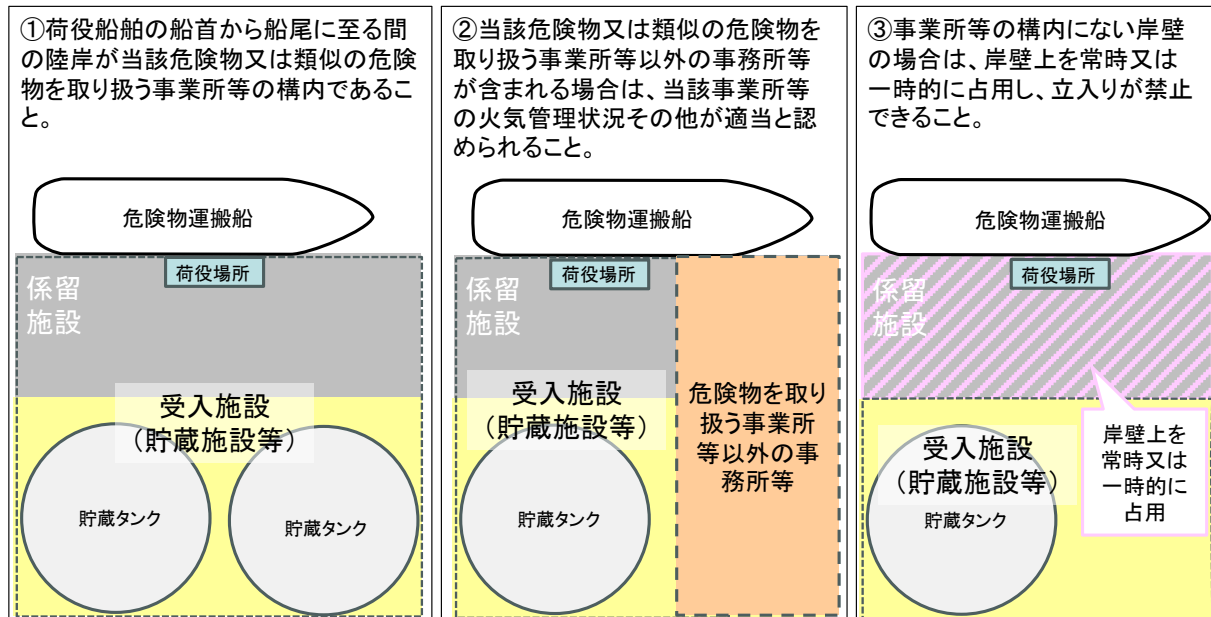 ①荷役船舶の船首から船尾に至る間
の陸岸が当該危険物又は類似の危険
物を取り扱う事業所等の構内であるこ
と。
危険物運搬船
荷役場所
係留
施設
受入施設
（貯蔵施設等）
貯蔵タンク
貯蔵タンク
②当該危険物又は類似の危険物を
取り扱う事業所等以外の事務所等
が含まれる場合は、当該事業所等
の火気管理状況その他が適当と認
められること。
危険物運搬船
荷役場所
係留
施設
受入施設
（貯蔵施設等）
貯蔵タンク
危険物を取り
扱う事業所
等以外の事
務所等
③事業所等の構内にない岸壁
の場合は、岸壁上を常時又は
一時的に占用し、立入りが禁止
できること。
危険物運搬船
荷役場所
係留
施設
受入施設
（貯蔵施設等）
貯蔵タンク
岸壁上を
常時又は
一時的に
占用